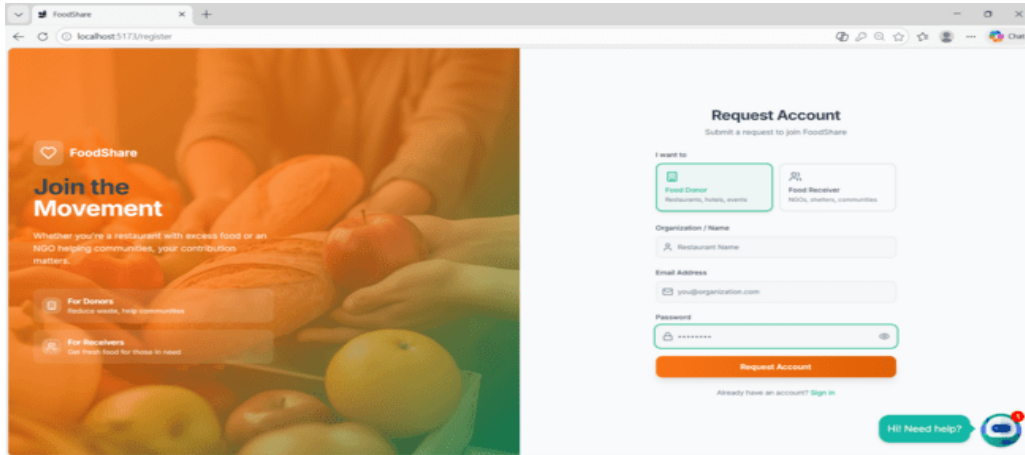 FoodShare
localhost:5173/register
Chat
FoodShare
Join the
Movement
Whether you're a restaurant with excess food or an
NGO helping communities, your contribution
matters.
For Donors
Reduce waste, help communities
For Receivers
Get fresh food for those in need
Request Account
Submit a request to join FoodShare
I want to
Food Donor
Restaurants, hotels, events
Food Receiver
NGOs, shelters, communities
Organization / Name
Restaurant Name
Email Address
you@organization.com
Password
••••••••
Request Account
Already have an account? Sign in
Hi! Need help?
1